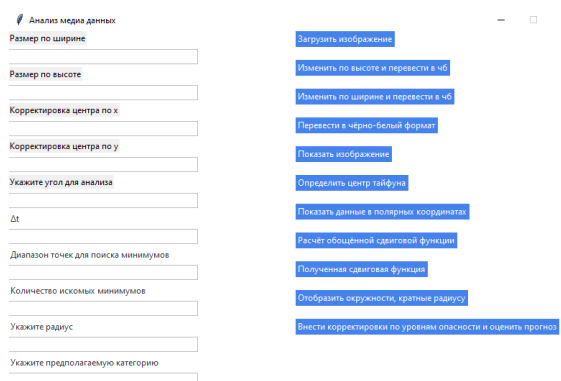 Анализ медиа данных
Размер по ширине
Размер по высоте
Корректировка центра по x
Корректировка центра по y
Укажите угол для анализа
Δt
Диапазон точек для поиска минимумов
Количество искомых минимумов
Укажите радиус
Укажите предполагаемую категорию
Загрузить изображение
Изменить по высоте и перевести в чб
Изменить по ширине и перевести в чб
Перевести в чёрно-белый формат
Показать изображение
Определить центр тайфуна
Показать данные в полярных координатах
Расчёт обощённой сдвиговой функции
Полученная сдвиговая функция
Отобразить окружности, кратные радиусу
Внести корректировки по уровням опасности и оценить прогноз